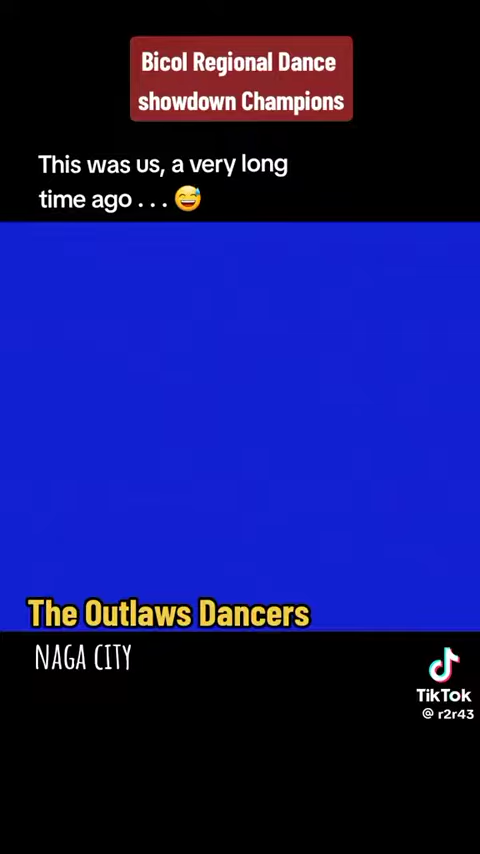 Bicol Regional Dance
showdown Champions
This was us, a very long
time ago . . . 😅
The Outlaws Dancers
NAGA CITY
TikTok
@ r2r43